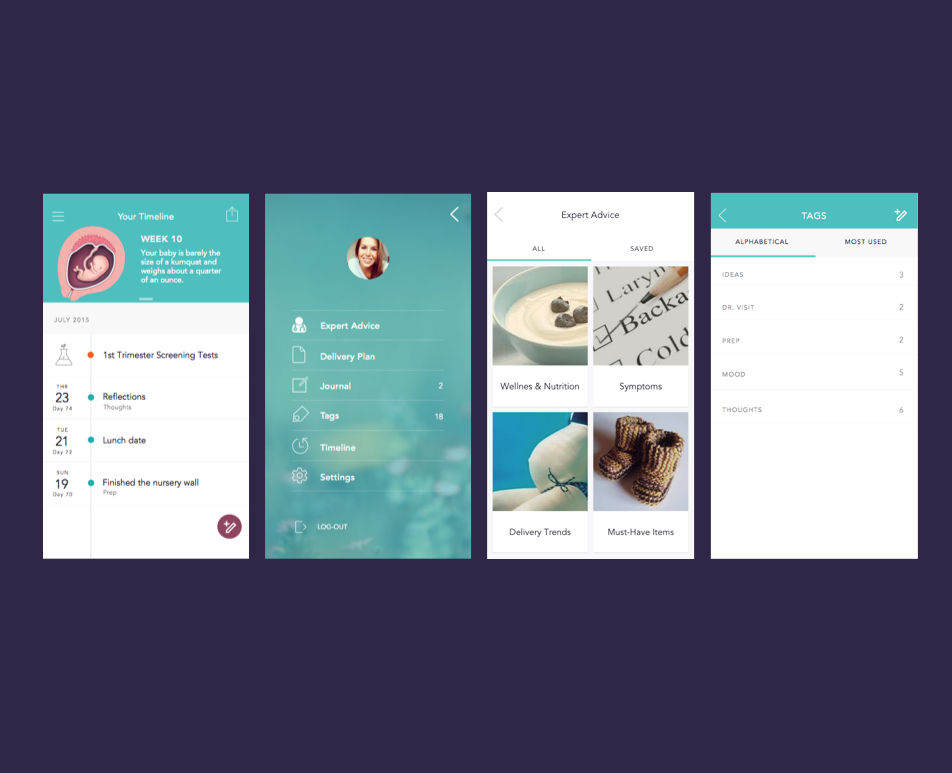 Your Timeline
WEEK 10
Your baby is barely the
size of a kumquat and
weighs about a quarter
of an ounce.
JULY 2015
1st Trimester Screening Tests
THR
23
Day 74
Reflections
Thoughts
TUE
21
Day 72
Lunch date
SUN
19
Day 70
Finished the nursery wall
Prep
Expert Advice
Delivery Plan
Journal 2
Tags 18
Timeline
Settings
LOG-OUT
Expert Advice
ALL SAVED
Laryn
Backa
Cold
Wellnes & Nutrition
Symptoms
Delivery Trends
Must-Have Items
TAGS
ALPHABETICAL MOST USED
IDEAS 3
DR. VISIT 2
PREP 2
MOOD 5
THOUGHTS 6